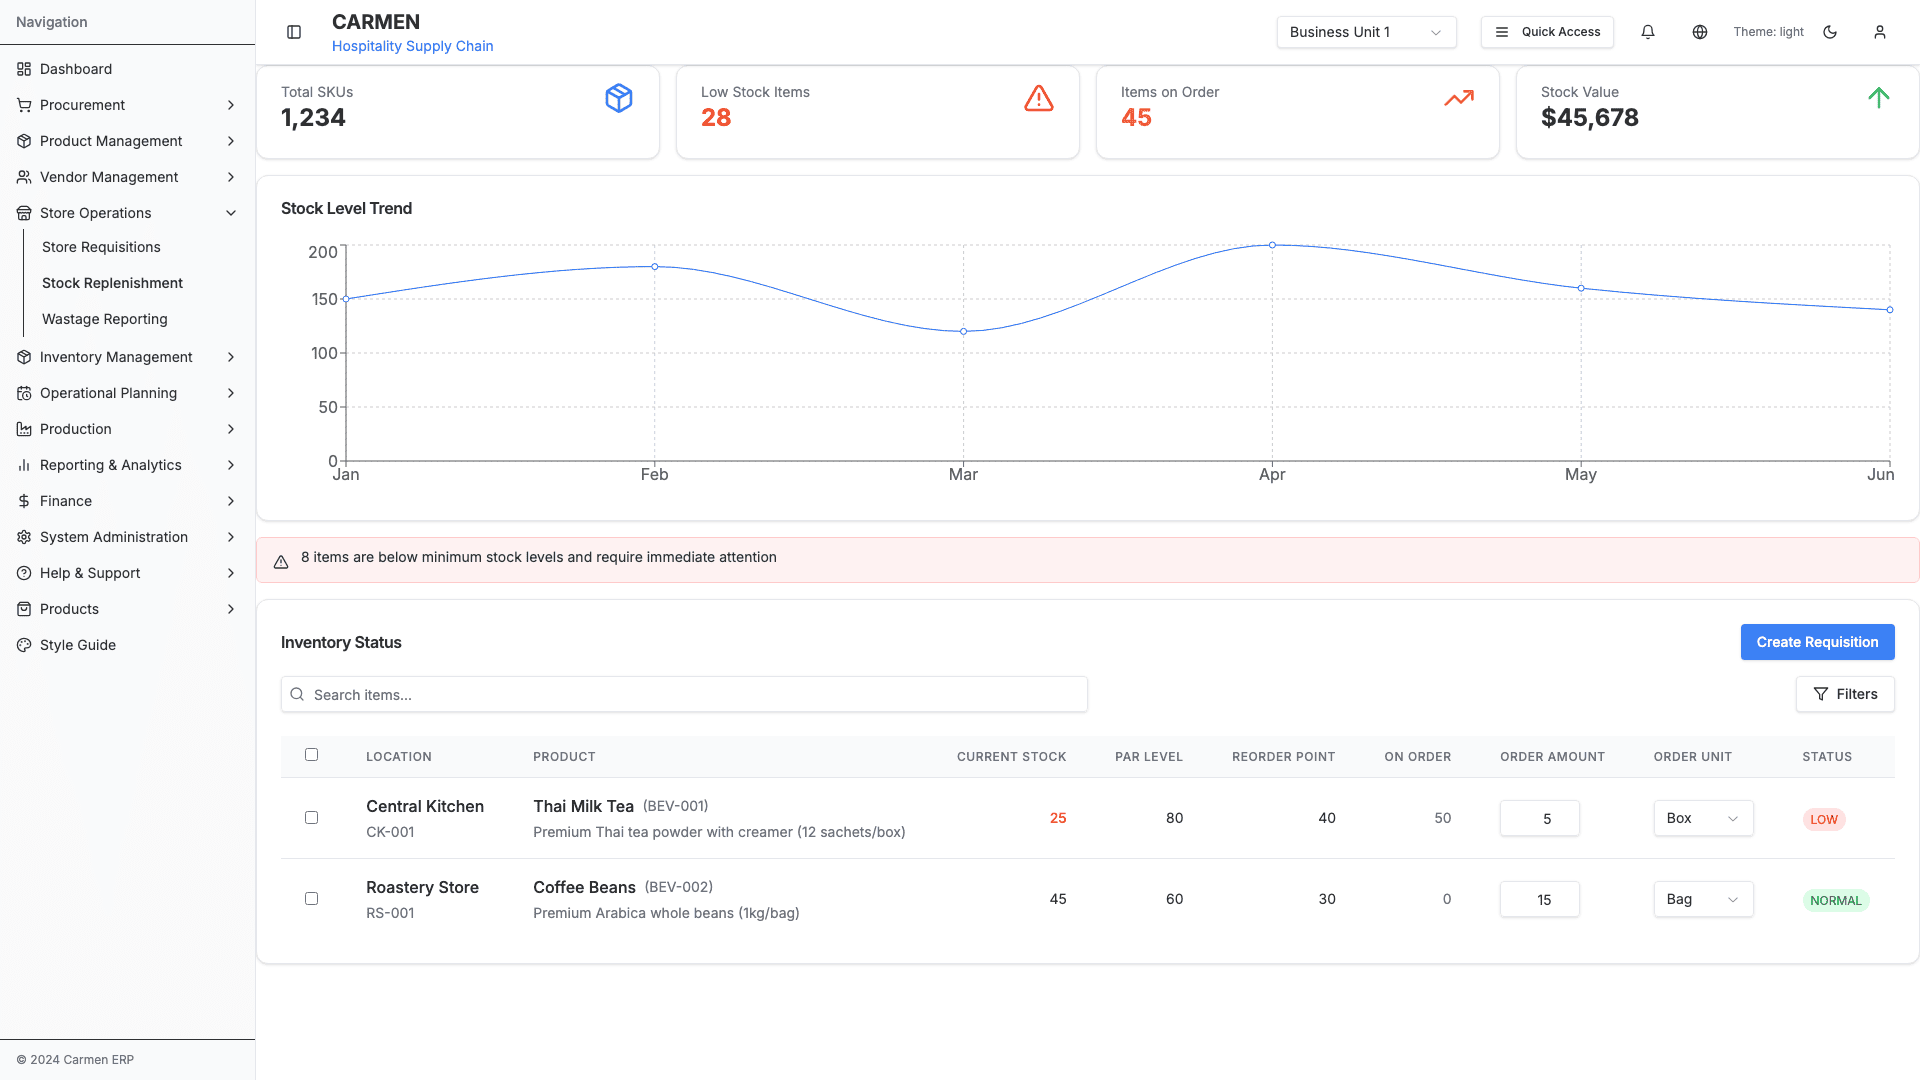 Navigation
Dashboard
Procurement
Product Management
Vendor Management
Store Operations
Store Requisitions
Stock Replenishment
Wastage Reporting
Inventory Management
Operational Planning
Production
Reporting & Analytics
Finance
System Administration
Help & Support
Products
Style Guide
© 2024 Carmen ERP
CARMEN
Hospitality Supply Chain
Business Unit 1
Quick Access
Theme: light
Total SKUs
1,234
Low Stock Items
28
Items on Order
45
Stock Value
$45,678
Stock Level Trend
200
150
100
50
0
Jan Feb Mar Apr May Jun
8 items are below minimum stock levels and require immediate attention
Inventory Status
Create Requisition
Search items...
Filters
LOCATION PRODUCT CURRENT STOCK PAR LEVEL REORDER POINT ON ORDER ORDER AMOUNT ORDER UNIT STATUS
Central Kitchen Thai Milk Tea (BEV-001) 25 80 40 50 5 Box LOW
CK-001 Premium Thai tea powder with creamer (12 sachets/box)
Roastery Store Coffee Beans (BEV-002) 45 60 30 0 15 Bag NORMAL
RS-001 Premium Arabica whole beans (1kg/bag)